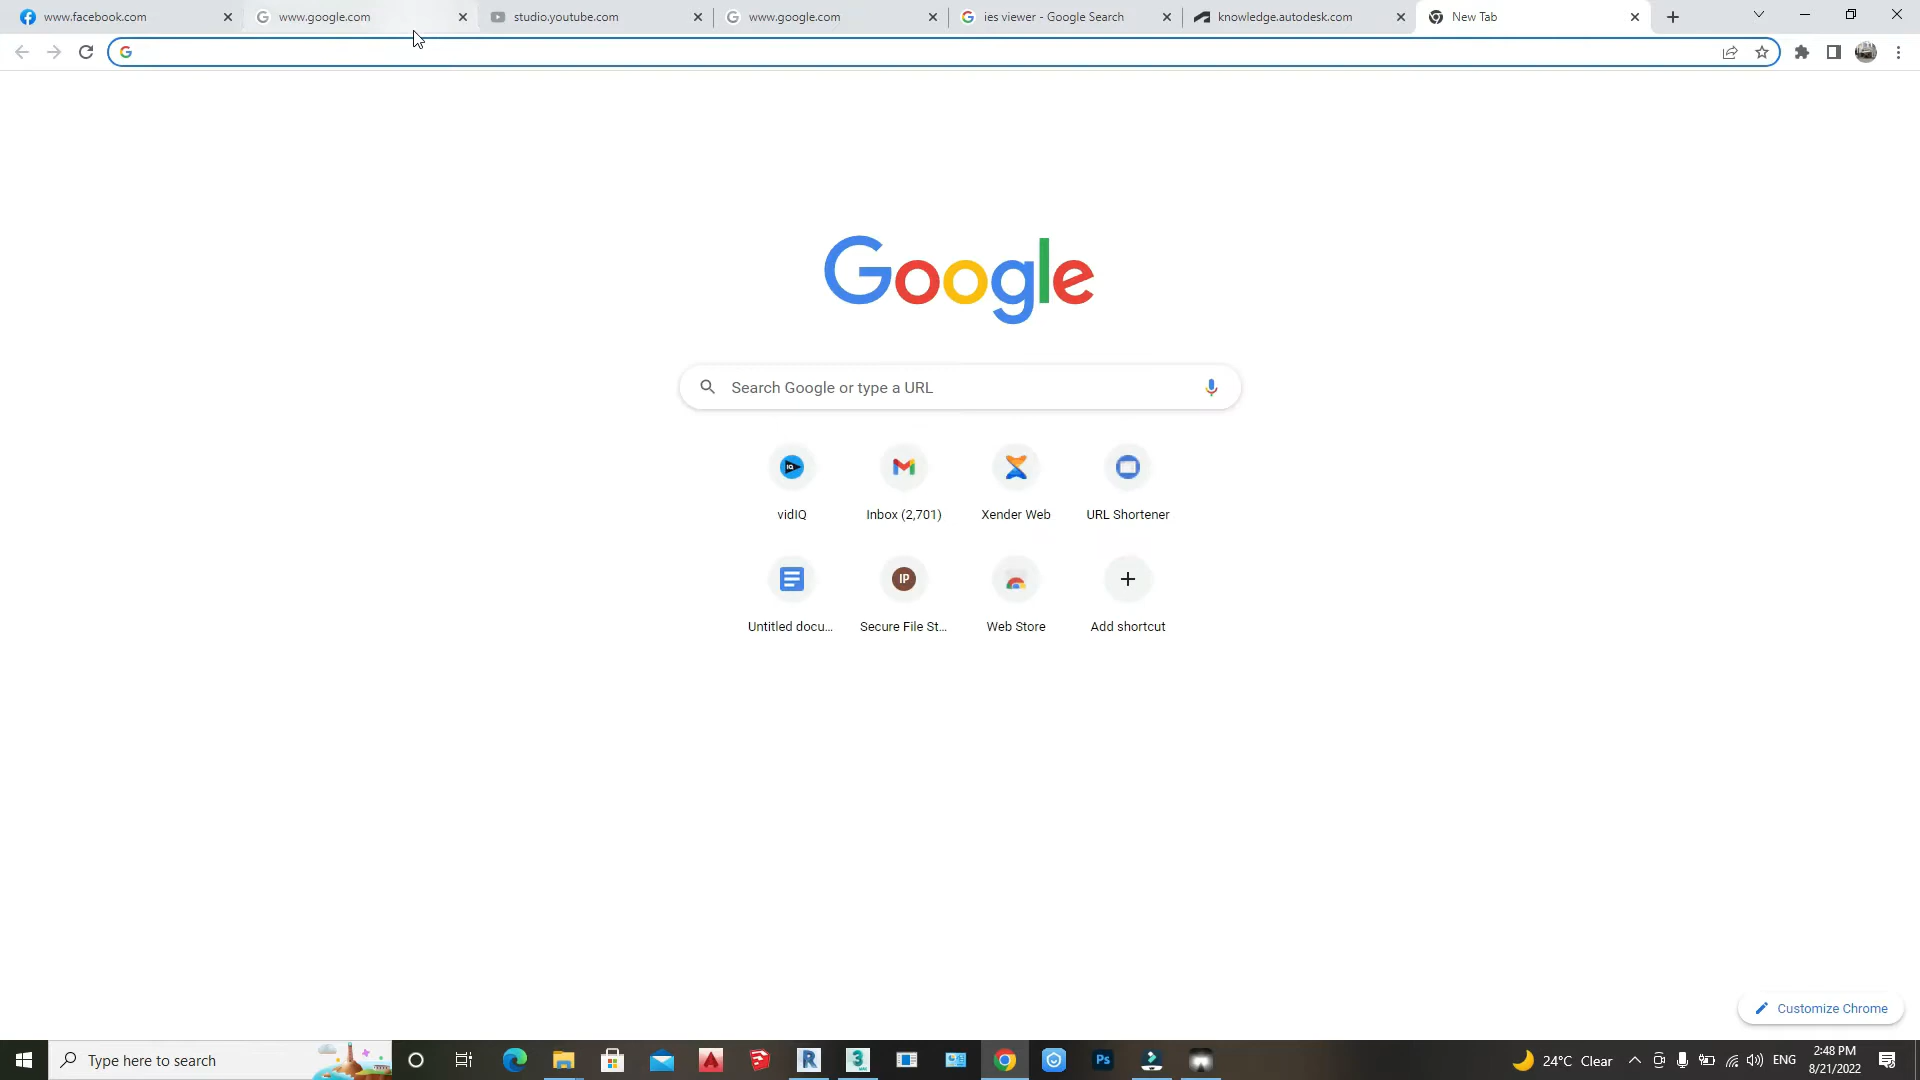 www.facebook.com
www.google.com
studio.youtube.com
www.google.com
ies viewer - Google Search
knowledge.autodesk.com
New Tab
Google
Search Google or type a URL
vidIQ
Inbox (2,701)
Xender Web
URL Shortener
IP
Untitled docu...
Secure File St...
Web Store
Add shortcut
Customize Chrome
Type here to search
Ps
24°C Clear
ENG
2:48 PM
8/21/2022